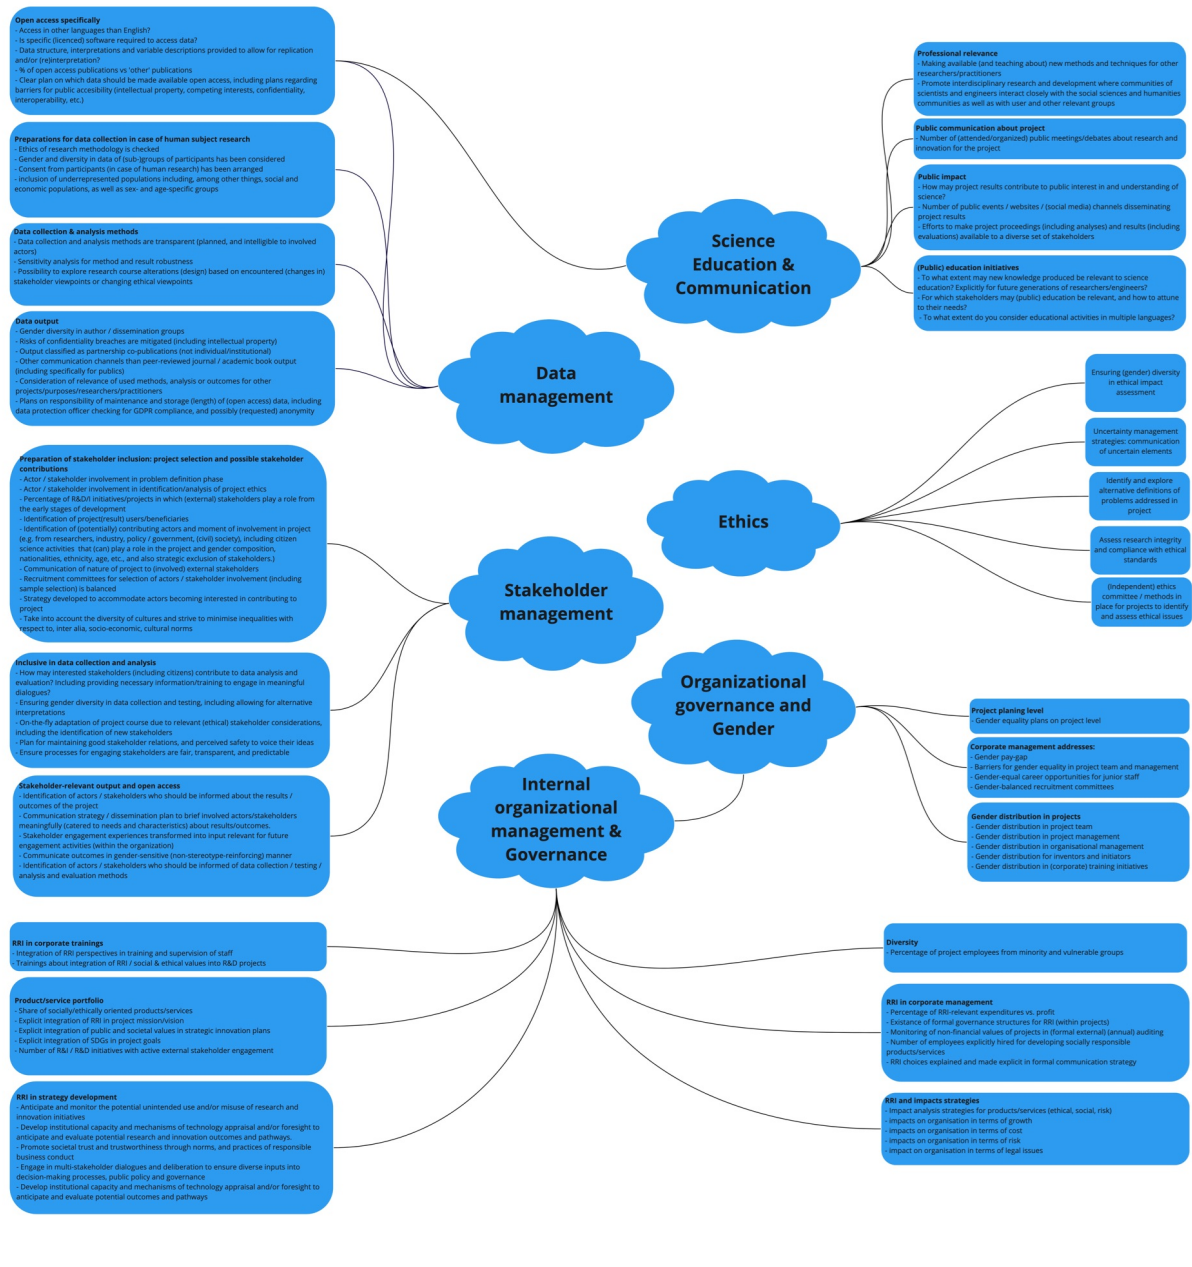 Open access specifically
- Access in other languages than English?
- Is specific (licenced) software required to access data?
- Data structure, interpretations and variable descriptions provided to allow for replication
and/or (re)interpretation?
- % of open access publications vs 'other' publications
- Clear plan on which data should be made available open access, including plans regarding
barriers for public accesibility (intellectual property, competing interests, confidentiality,
interoperability, etc.)
Preparations for data collection in case of human subject research
- Ethics of research methodology is checked
- Gender and diversity in data of (sub-)groups of participants has been considered
- Consent from participants (in case of human research) has been arranged
- inclusion of underrepresented populations including, among other things, social and
economic populations, as well as sex- and age-specific groups
Data collection & analysis methods
- Data collection and analysis methods are transparent (planned, and intelligible to involved
actors)
- Sensitivity analysis for method and result robustness
- Possibility to explore research course alterations (design) based on encountered (changes in)
stakeholder viewpoints or changing ethical viewpoints
Data output
- Gender diversity in author / dissemination groups
- Risks of confidentiality breaches are mitigated (including intellectual property)
- Output classified as partnership co-publications (not individual/institutional)
- Other communication channels than peer-reviewed journal / academic book output
(including specifically for publics)
- Consideration of relevance of used methods, analysis or outcomes for other
projects/purposes/researchers/practitioners
- Plans on responsibility of maintenance and storage (length) of (open access) data, including
data protection officer checking for GDPR compliance, and possibly (requested) anonymity
Professional relevance
- Making available (and teaching about) new methods and techniques for other
researchers/practitioners
- Promote interdisciplinary research and development where communities of
scientists and engineers interact closely with the social sciences and humanities
communities as well as with user and other relevant groups
Public communication about project
- Number of (attended/organized) public meetings/debates about research and
innovation for the project
Public impact
- How may project results contribute to public interest in and understanding of
science?
- Number of public events / websites / (social media) channels disseminating
project results
- Efforts to make project proceedings (including analyses) and results (including
evaluations) available to a diverse set of stakeholders
(Public) education initiatives
- To what extent may new knowledge produced be relevant to science
education? Explicitly for future generations of researchers/engineers?
- For which stakeholders may (public) education be relevant, and how to attune
to their needs?
- To what extent do you consider educational activities in multiple languages?
Science
Education &
Communication
Data
management
Ensuring (gender) diversity
in ethical impact
assessment
Uncertainty management
strategies: communication
of uncertain elements
Identify and explore
alternative definitions of
problems addressed in
project
Assess research integrity
and compliance with ethical
standards
(Independent) ethics
committee / methods in
place for projects to identify
and assess ethical issues
Ethics
Preparation of stakeholder inclusion: project selection and possible stakeholder
contributions
- Actor / stakeholder involvement in problem definition phase
- Actor / stakeholder involvement in identification/analysis of project ethics
- Percentage of R&D/I initiatives/projects in which (external) stakeholders play a role from
the early stages of development
- Identification of project(result) users/beneficiaries
- Identification of (potentially) contributing actors and moment of involvement in project
(e.g. from researchers, industry, policy / government, (civil) society), including citizen
science activities that (can) play a role in the project and gender composition,
nationalities, ethnicity, age, etc., and also strategic exclusion of stakeholders.)
- Communication of nature of project to (involved) external stakeholders
- Recruitment committees for selection of actors / stakeholder involvement (including
sample selection) is balanced
- Strategy developed to accommodate actors becoming interested in contributing to
project
- Take into account the diversity of cultures and strive to minimise inequalities with
respect to, inter alia, socio-economic, cultural norms
Stakeholder
management
Inclusive in data collection and analysis
- How may interested stakeholders (including citizens) contribute to data analysis and
evaluation? Including providing necessary information/training to engage in meaningful
dialogues?
- Ensuring gender diversity in data collection and testing, including allowing for alternative
interpretations
- On-the-fly adaptation of project course due to relevant (ethical) stakeholder considerations,
including the identification of new stakeholders
- Plan for maintaining good stakeholder relations, and perceived safety to voice their ideas
- Ensure processes for engaging stakeholders are fair, transparent, and predictable
Stakeholder-relevant output and open access
- Identification of actors / stakeholders who should be informed about the results /
outcomes of the project
- Communication strategy / dissemination plan to brief involved actors/stakeholders
meaningfully (catered to needs and characteristics) about results/outcomes.
- Stakeholder engagement experiences transformed into input relevant for future
engagement activities (within the organization)
- Communicate outcomes in gender-sensitive (non-stereotype-reinforcing) manner
- Identification of actors / stakeholders who should be informed of data collection / testing /
analysis and evaluation methods
Organizational
governance and
Gender
Project planing level
- Gender equality plans on project level
Corporate management addresses:
- Gender pay-gap
- Barriers for gender equality in project team and management
- Gender-equal career opportunities for junior staff
- Gender-balanced recruitment committees
Gender distribution in projects
- Gender distribution in project team
- Gender distribution in project management
- Gender distribution in organisational management
- Gender distribution for inventors and initiators
- Gender distribution in (corporate) training initiatives
Internal
organizational
management &
Governance
RRI in corporate trainings
- Integration of RRI perspectives in training and supervision of staff
- Trainings about integration of RRI / social & ethical values into R&D projects
Product/service portfolio
- Share of socially/ethically oriented products/services
- Explicit integration of RRI in project mission/vision
- Explicit integration of public and societal values in strategic innovation plans
- Explicit integration of SDGs in project goals
- Number of R&I / R&D initiatives with active external stakeholder engagement
RRI in strategy development
- Anticipate and monitor the potential unintended use and/or misuse of research and
innovation initiatives
- Develop institutional capacity and mechanisms of technology appraisal and/or foresight to
anticipate and evaluate potential research and innovation outcomes and pathways.
- Promote societal trust and trustworthiness through norms, and practices of responsible
business conduct
- Engage in multi-stakeholder dialogues and deliberation to ensure diverse inputs into
decision-making processes, public policy and governance
- Develop institutional capacity and mechanisms of technology appraisal and/or foresight to
anticipate and evaluate potential outcomes and pathways
Diversity
- Percentage of project employees from minority and vulnerable groups
RRI in corporate management
- Percentage of RRI-relevant expenditures vs. profit
- Existance of formal governance structures for RRI (within projects)
- Monitoring of non-financial values of projects in (formal external) (annual) auditing
- Number of employees explicitly hired for developing socially responsible
products/services
- RRI choices explained and made explicit in formal communication strategy
RRI and impacts strategies
- Impact analysis strategies for products/services (ethical, social, risk)
- Impacts on organisation in terms of growth
- Impacts on organisation in terms of cost
- Impacts on organisation in terms of risk
- Impact on organisation in terms of legal issues